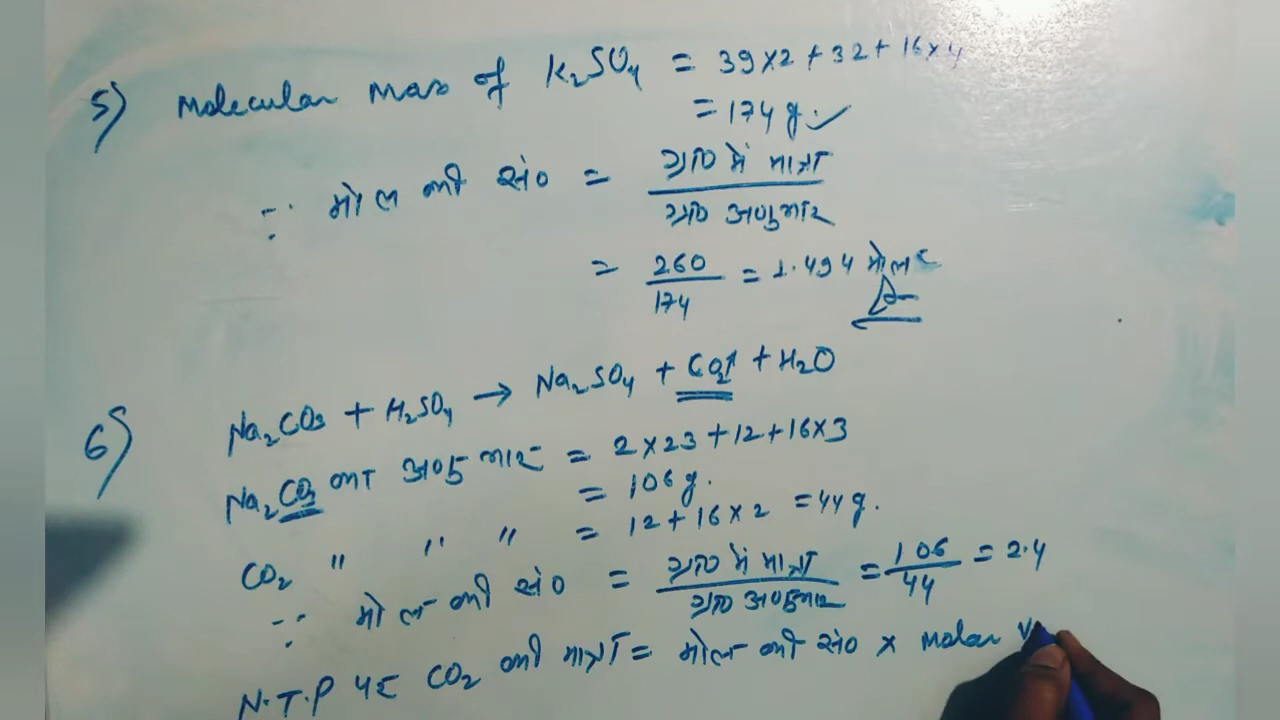 5) Molecular Mass of K₂SO₄ = 39×2+32+16×4
= 174 g. ✓
∵ मोल की सं० = ग्राम में मात्रा / ग्राम अणुभार
= 260/174 = 1.494 मोल
6) Na₂CO₃ + H₂SO₄ → Na₂SO₄ + CO₂↑ + H₂O
Na₂CO₃ का अणुभार = 2×23+12+16×3
= 106 g.
CO₂ " " " = 12+16×2 = 44 g.
∵ मोल की सं० = ग्राम में मात्रा / ग्राम अणुभार = 106/44 = 2.4
N.T.P पर CO₂ की मात्रा = मोल की सं० × molar